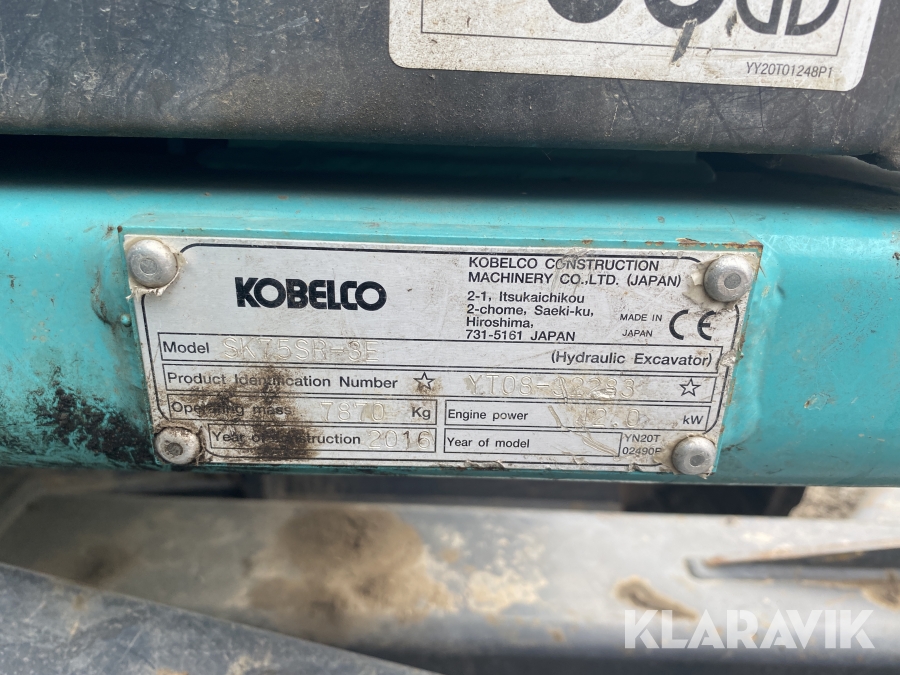 YY20T01248P1
KOBELCO
KOBELCO CONSTRUCTION
MACHINERY CO.,LTD. (JAPAN)
2-1, Itsukaichikou
2-chome, Saeki-ku,
Hiroshima,
731-5161 JAPAN
MADE IN
JAPAN
CE
Model SK75SR-3E (Hydraulic Excavator)
Product Identification Number ☆ ☆
Operating mass 7870 Kg
Engine power kW
Year of construction 2016
Year of model
YN20T
02490P
KLARAVIK